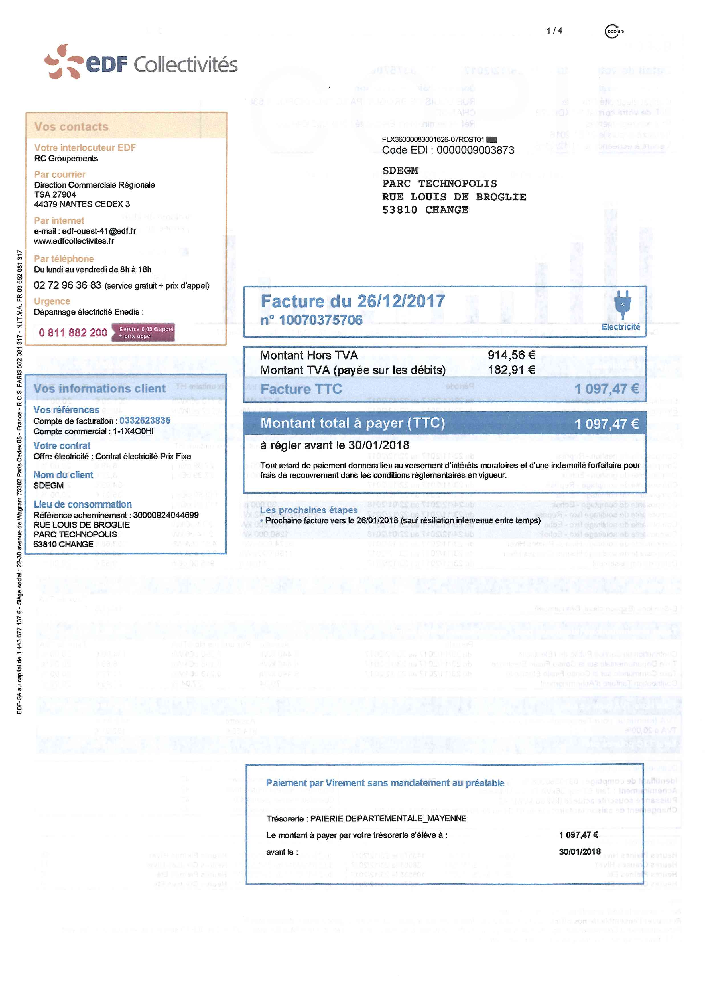 1 / 4
papiers
eDF Collectivités
Vos contacts
Votre interlocuteur EDF
RC Groupements
Par courrier
Direction Commerciale Régionale
TSA 27904
44379 NANTES CEDEX 3
Par internet
e-mail : edf-ouest-41@edf.fr
www.edfcollectivites.fr
Par téléphone
Du lundi au vendredi de 8h à 18h
02 72 96 36 83 (service gratuit + prix d'appel)
Urgence
Dépannage électricité Enedis :
0 811 882 200
Service 0,05 €/appel
+ prix appel
FLX36000083001626-07ROST01
Code EDI : 0000009003873
SDEGM
PARC TECHNOPOLIS
RUE LOUIS DE BROGLIE
53810 CHANGE
Facture du 26/12/2017
n° 10070375706
Electricité
Montant Hors TVA 914,56 €
Montant TVA (payée sur les débits) 182,91 €
Facture TTC 1 097,47 €
Montant total à payer (TTC) 1 097,47 €
à régler avant le 30/01/2018
Tout retard de paiement donnera lieu au versement d'intérêts moratoires et d'une indemnité forfaitaire pour
frais de recouvrement dans les conditions règlementaires en vigueur.
Les prochaines étapes
• Prochaine facture vers le 26/01/2018 (sauf résiliation intervenue entre temps)
Vos informations client
Vos références
Compte de facturation : 0332523835
Compte commercial : 1-1X4O0HI
Votre contrat
Offre électricité : Contrat électricité Prix Fixe
Nom du client
SDEGM
Lieu de consommation
Référence acheminement : 30000924044699
RUE LOUIS DE BROGLIE
PARC TECHNOPOLIS
53810 CHANGE
EDF-SA au capital de 1 443 677 137 € - Siège social : 22-30 avenue de Wagram 75382 Paris Cedex 08 - France - R.C.S. PARIS 552 081 317 - N.I.T.V.A. FR 03 552 081 317
Paiement par Virement sans mandatement au préalable
Trésorerie : PAIERIE DEPARTEMENTALE_MAYENNE
Le montant à payer par votre trésorerie s'élève à : 1 097,47 €
avant le : 30/01/2018